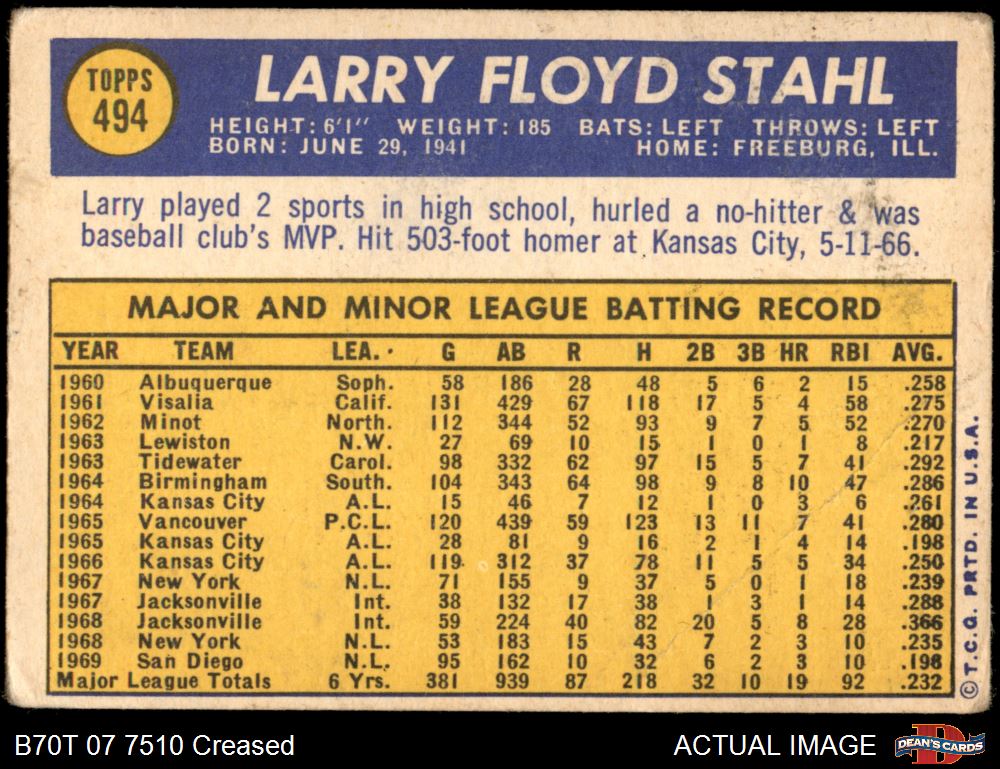 TOPPS
494
LARRY FLOYD STAHL
HEIGHT: 6'1" WEIGHT: 185 BATS: LEFT THROWS: LEFT
BORN: JUNE 29, 1941 HOME: FREEBURG, ILL.
Larry played 2 sports in high school, hurled a no-hitter & was
baseball club's MVP. Hit 503-foot homer at Kansas City, 5-11-66.
MAJOR AND MINOR LEAGUE BATTING RECORD
YEAR TEAM LEA. G AB R H 2B 3B HR RBI AVG.
1960 Albuquerque Soph. 58 186 28 48 5 6 2 15 .258
1961 Visalia Calif. 131 429 67 118 17 5 4 58 .275
1962 Minot North. 112 344 52 93 9 7 5 52 .270
1963 Lewiston N.W. 27 69 10 15 1 0 1 8 .217
1963 Tidewater Carol. 98 332 62 97 15 5 7 41 .292
1964 Birmingham South. 104 343 64 98 9 8 10 47 .286
1964 Kansas City A.L. 15 46 7 12 1 0 3 6 .261
1965 Vancouver P.C.L. 120 439 59 123 13 11 7 41 .280
1965 Kansas City A.L. 28 81 9 16 2 1 4 14 .198
1966 Kansas City A.L. 119 312 37 78 11 5 5 34 .250
1967 New York N.L. 71 155 9 37 5 0 1 18 .239
1967 Jacksonville Int. 38 132 17 38 1 3 1 14 .288
1968 Jacksonville Int. 59 224 40 82 20 5 8 28 .366
1968 New York N.L. 53 183 15 43 7 2 3 10 .235
1969 San Diego N.L. 95 162 10 32 6 2 3 10 .198
Major League Totals 6 Yrs. 381 939 87 218 32 10 19 92 .232
© T.C.G. PRTD. IN U.S.A.
B70T 07 7510 Creased ACTUAL IMAGE
DEAN'S CARDS